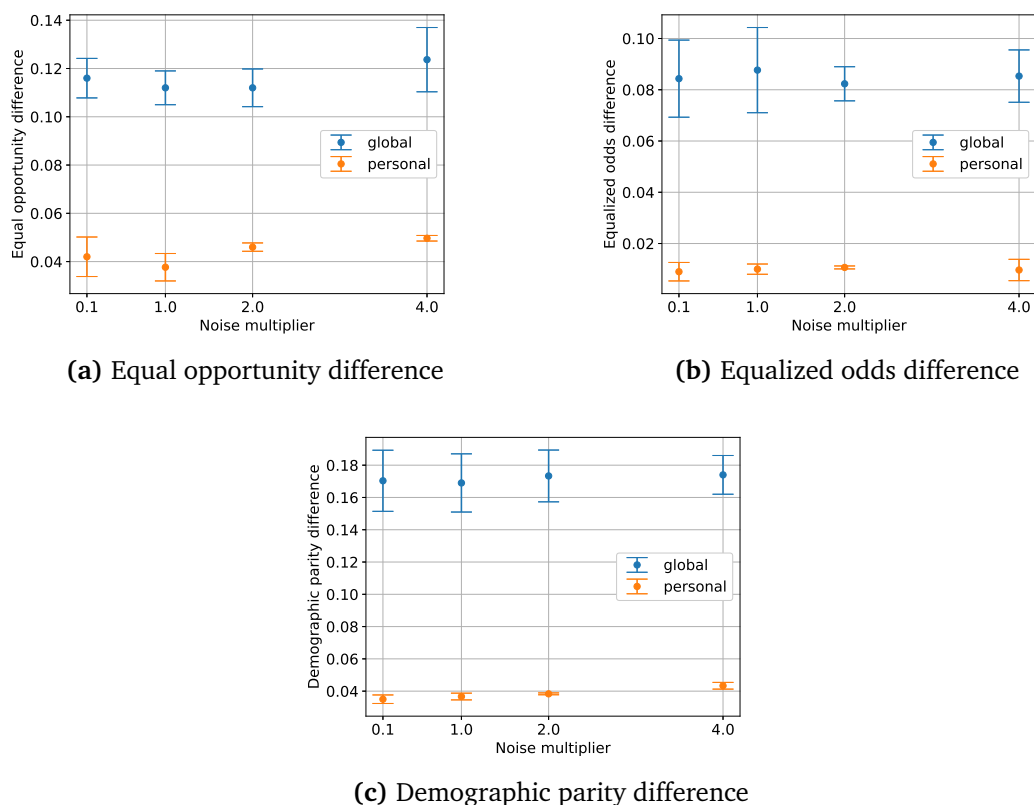 0.14
0.12
0.10
0.08
0.06
0.04
Equal opportunity difference
global
personal
0.1
1.0
2.0
4.0
Noise multiplier
(a) Equal opportunity difference
0.10
0.08
0.06
0.04
0.02
Equalized odds difference
global
personal
0.1
1.0
2.0
4.0
Noise multiplier
(b) Equalized odds difference
0.18
0.16
0.14
0.12
0.10
0.08
0.06
0.04
Demographic parity difference
global
personal
0.1
1.0
2.0
4.0
Noise multiplier
(c) Demographic parity difference